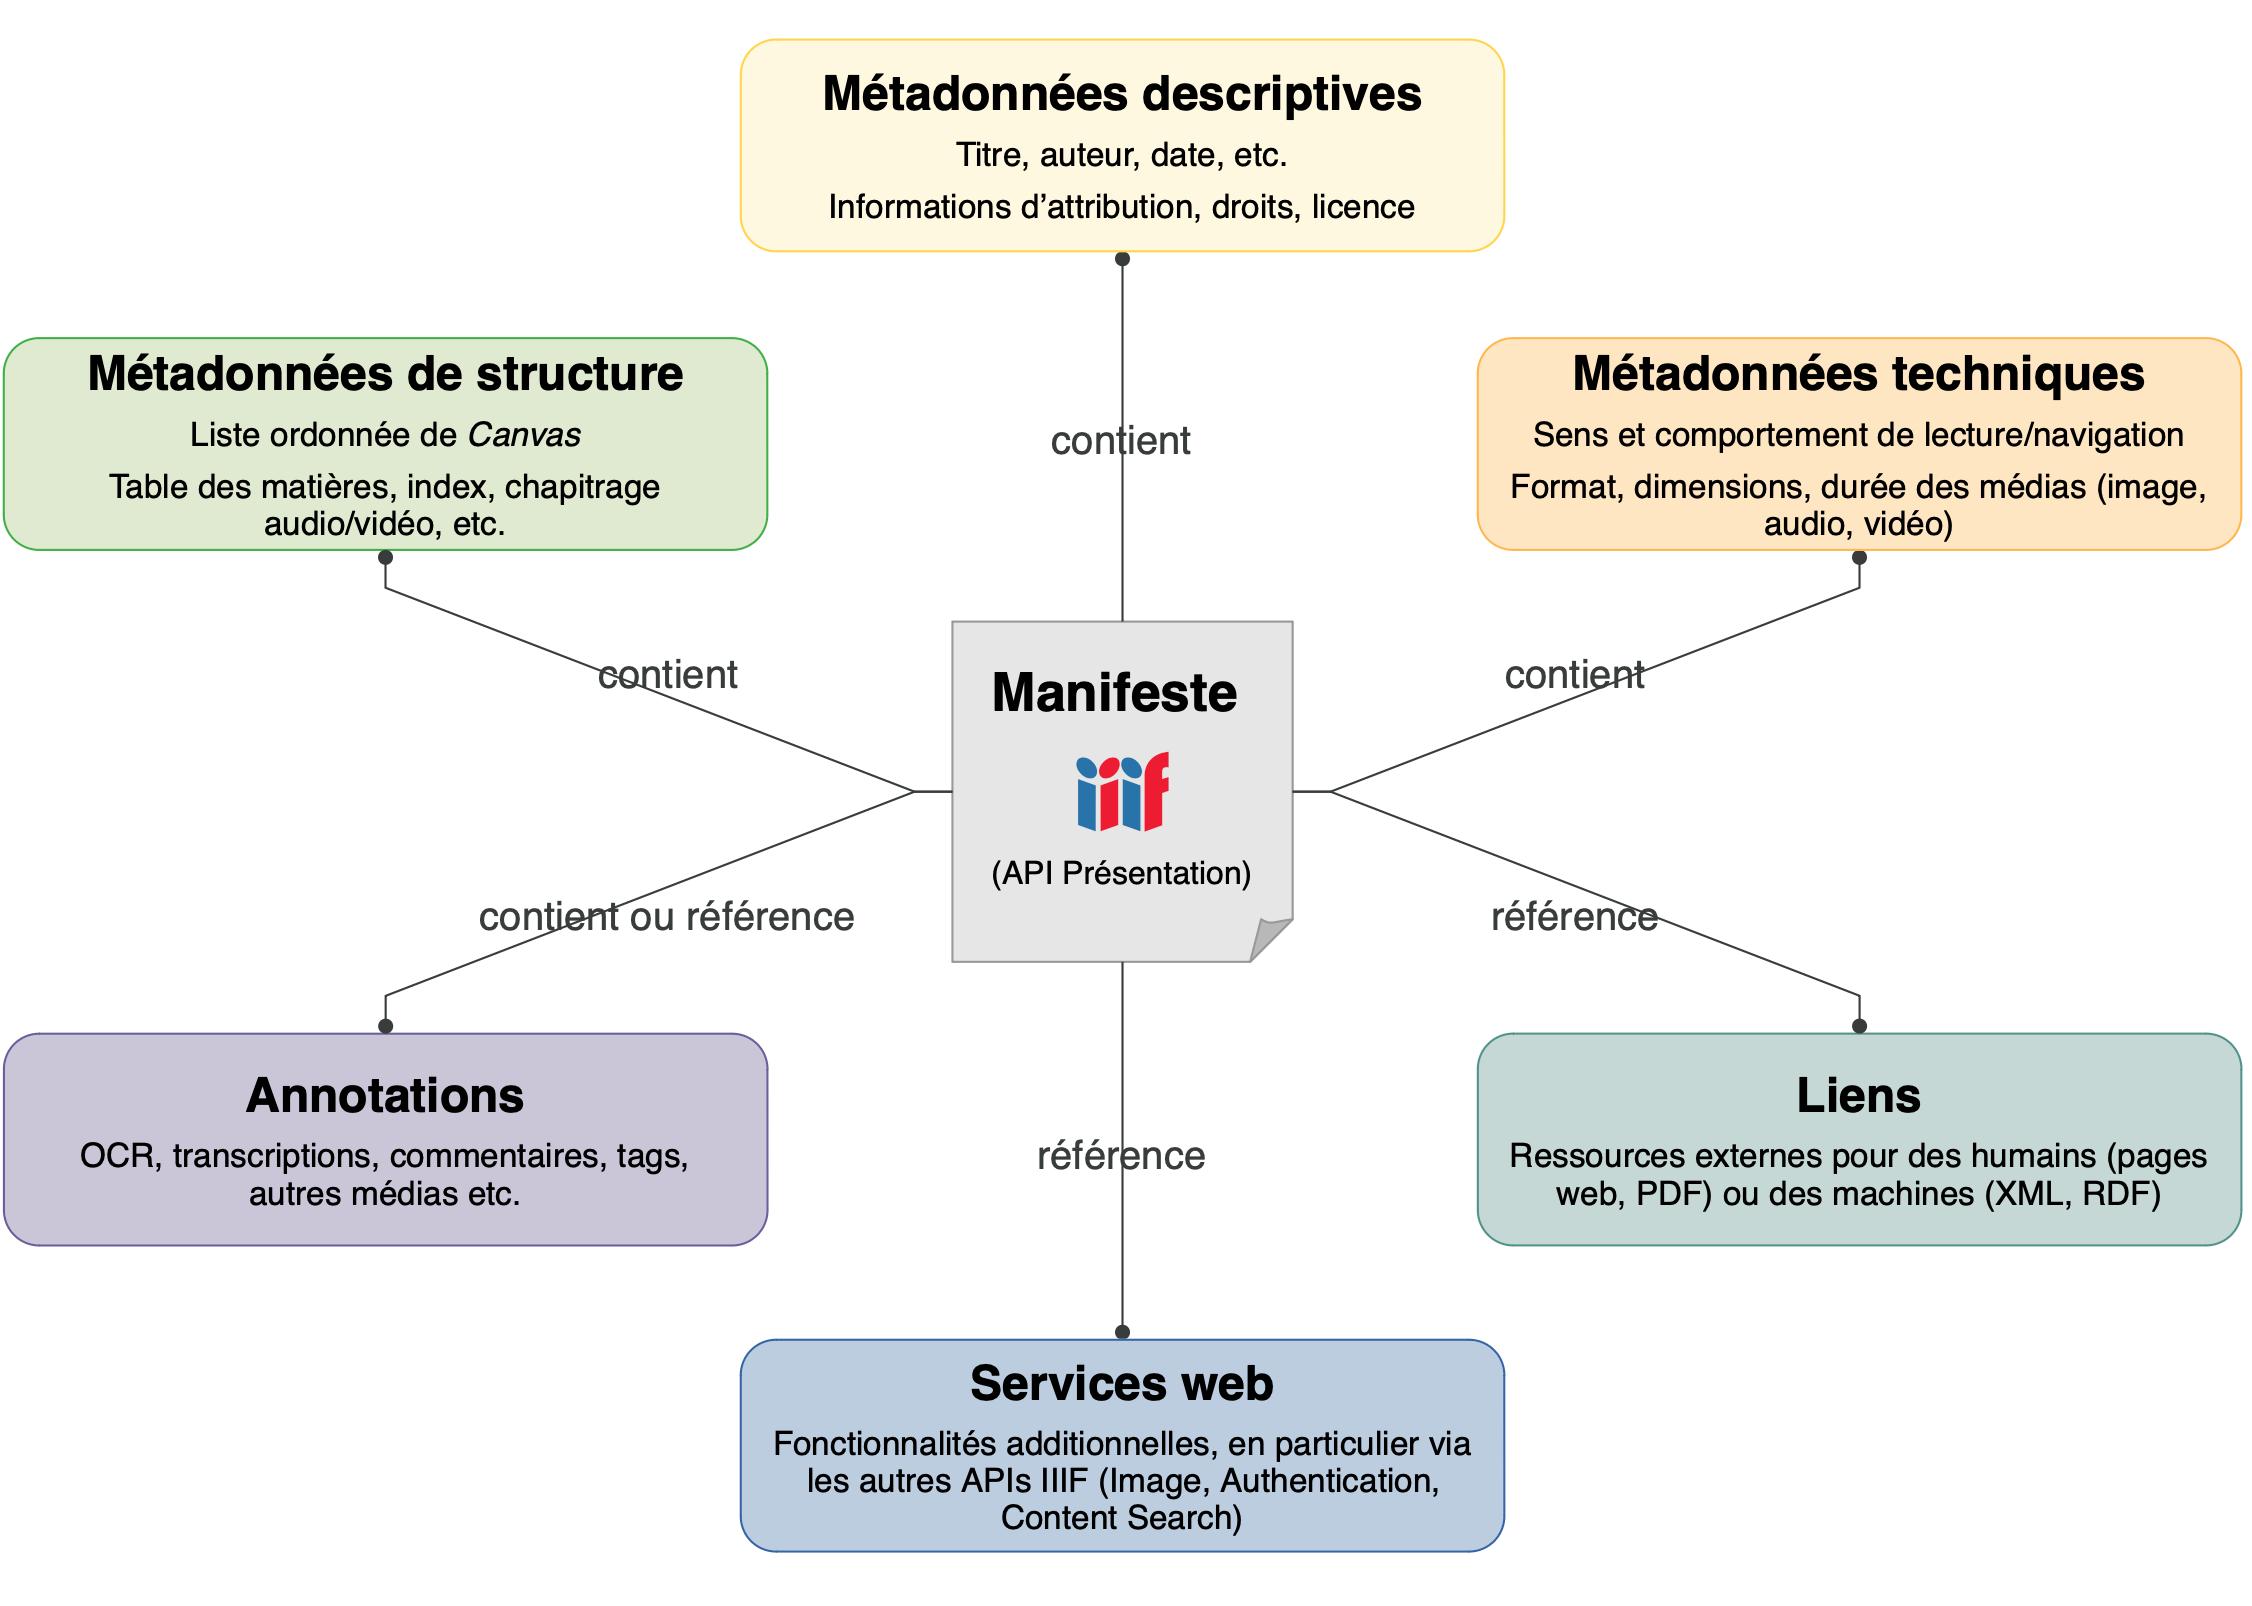 Métadonnées descriptives
Titre, auteur, date, etc.
Informations d’attribution, droits, licence
Métadonnées de structure
Liste ordonnée de Canvas
Table des matières, index, chapitrage
audio/vidéo, etc.
Métadonnées techniques
Sens et comportement de lecture/navigation
Format, dimensions, durée des médias (image,
audio, vidéo)
contient
contient
contient
Manifeste
iiif
(API Présentation)
contient ou référence
référence
Annotations
OCR, transcriptions, commentaires, tags,
autres médias etc.
référence
Liens
Ressources externes pour des humains (pages
web, PDF) ou des machines (XML, RDF)
Services web
Fonctionnalités additionnelles, en particulier via
les autres APIs IIIF (Image, Authentication,
Content Search)